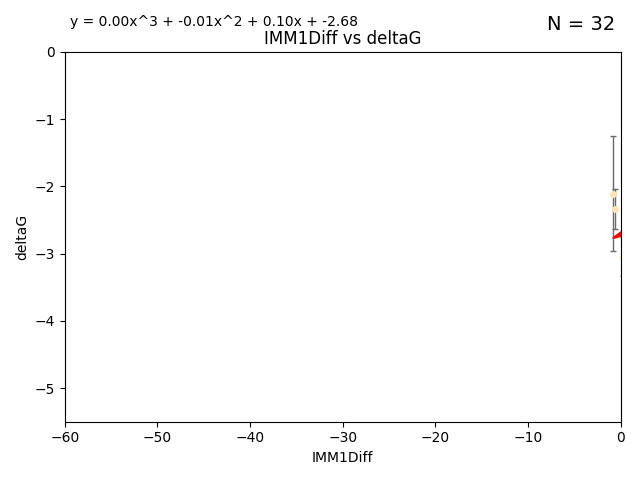 y = 0.00x^3 + -0.01x^2 + 0.10x + -2.68
N = 32
IMM1Diff vs deltaG
0
−1
−2
−3
−4
−5
deltaG
−60 −50 −40 −30 −20 −10 0
IMM1Diff